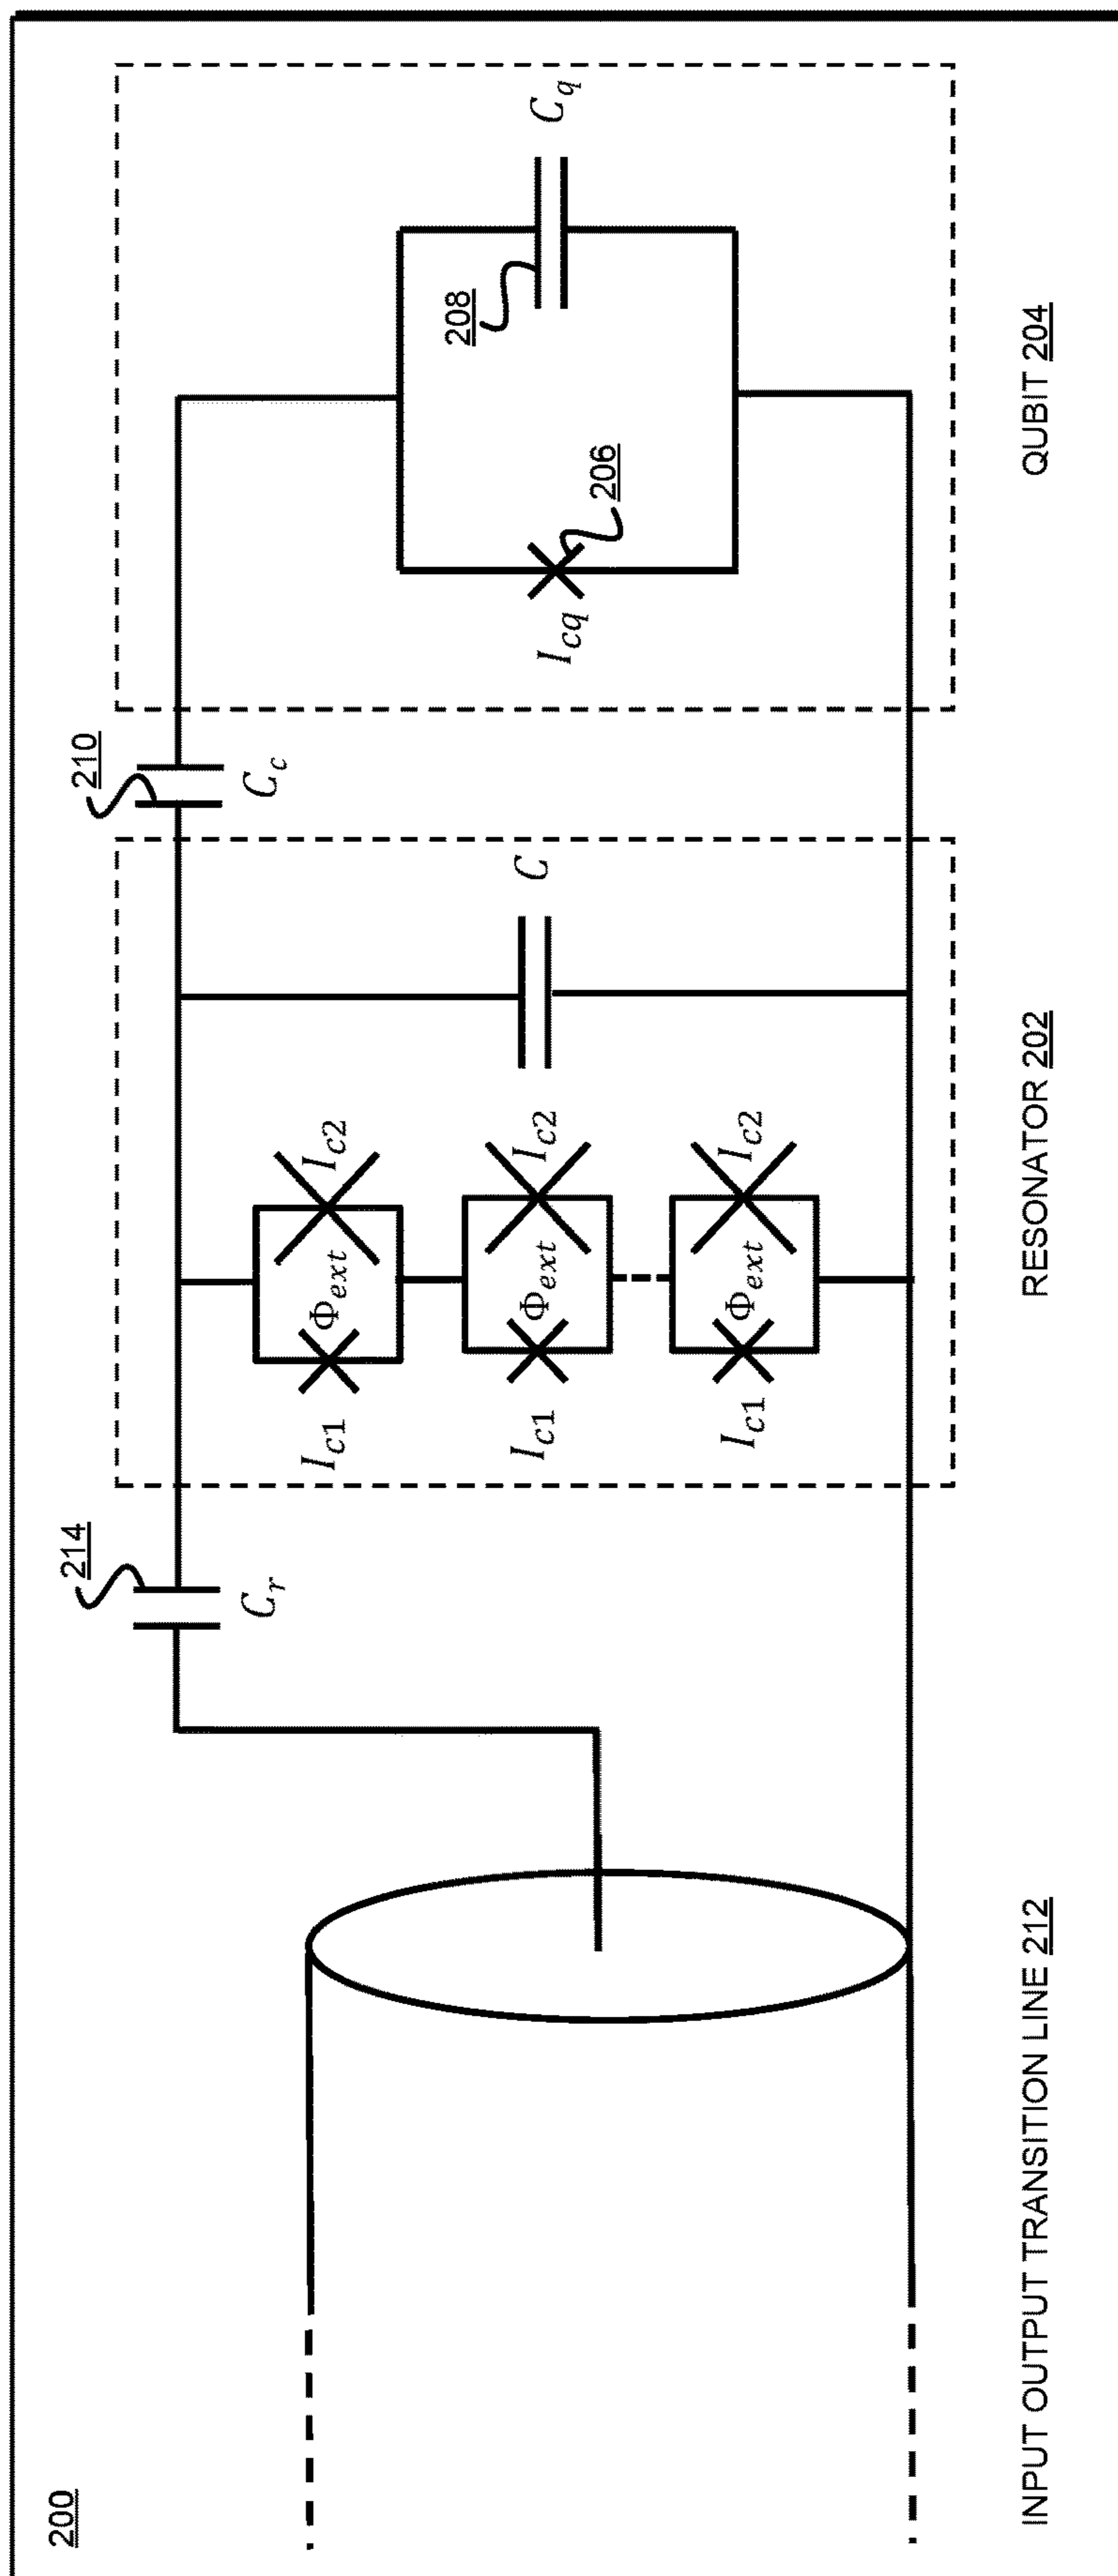 200
214
C_r
210
C_c
I_c1
Φ_ext
I_c2
I_c1
Φ_ext
I_c2
I_c1
Φ_ext
I_c2
C
I_cq
206
208
C_q
INPUT OUTPUT TRANSITION LINE 212
RESONATOR 202
QUBIT 204